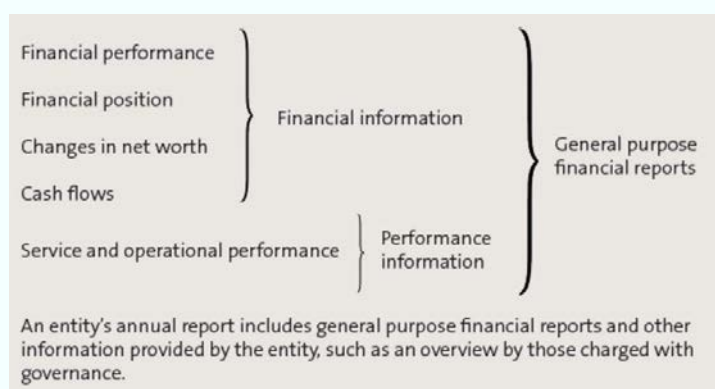 Financial performance
Financial position
Changes in net worth
Cash flows
Financial information
Service and operational performance
Performance
information
General purpose
financial reports
An entity's annual report includes general purpose financial reports and other
information provided by the entity, such as an overview by those charged with
governance.